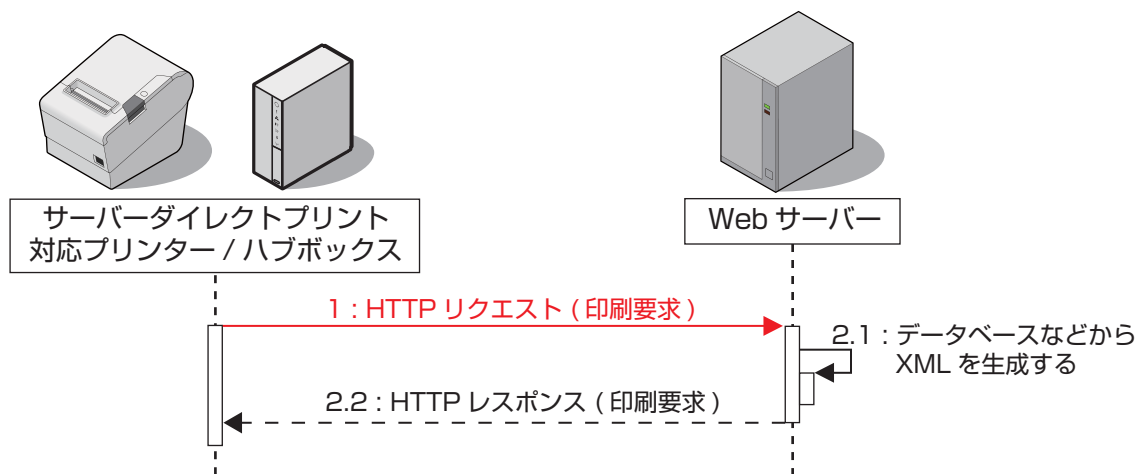 サーバーダイレクトプリント
対応プリンター / ハブボックス
Web サーバー
1 : HTTP リクエスト ( 印刷要求 )
2.1 : データベースなどから
XML を生成する
2.2 : HTTP レスポンス ( 印刷要求 )